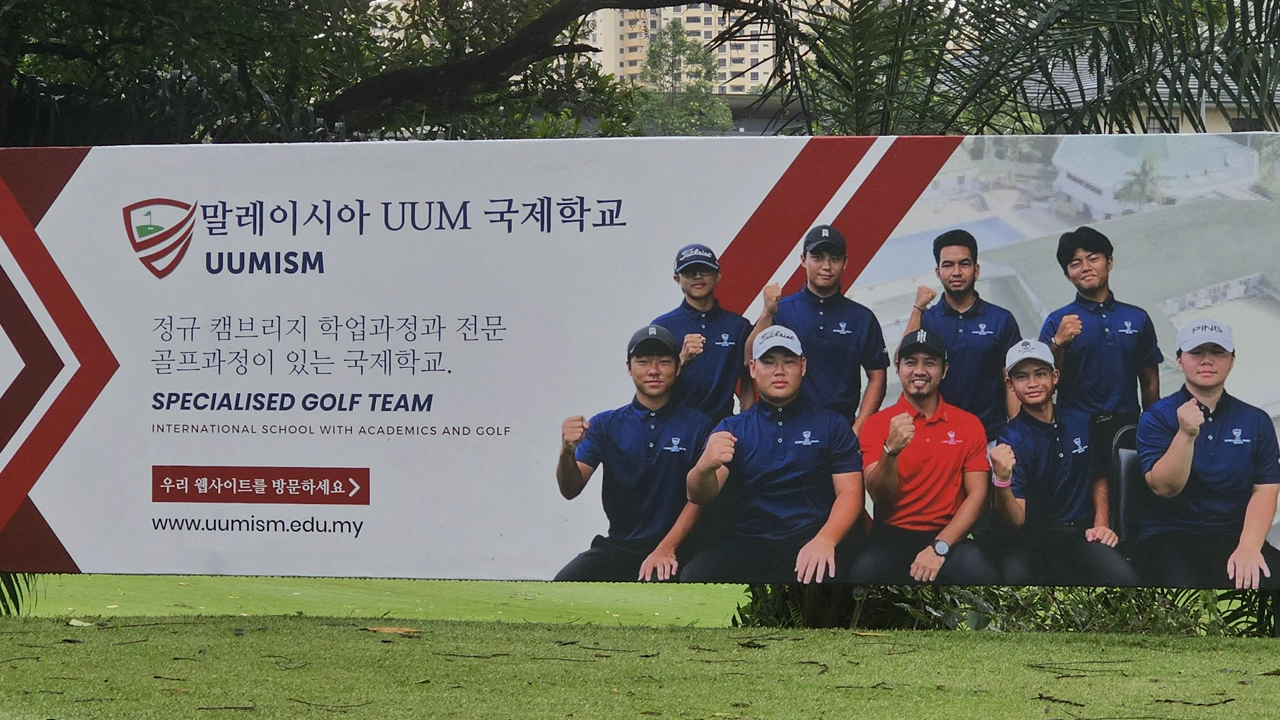 말레이시아 UUM 국제학교
UUMISM
정규 캠브리지 학업과정과 전문
골프과정이 있는 국제학교.
SPECIALISED GOLF TEAM
INTERNATIONAL SCHOOL WITH ACADEMICS AND GOLF
우리 웹사이트를 방문하세요
www.uumism.edu.my
Titleist
Titleist
PING